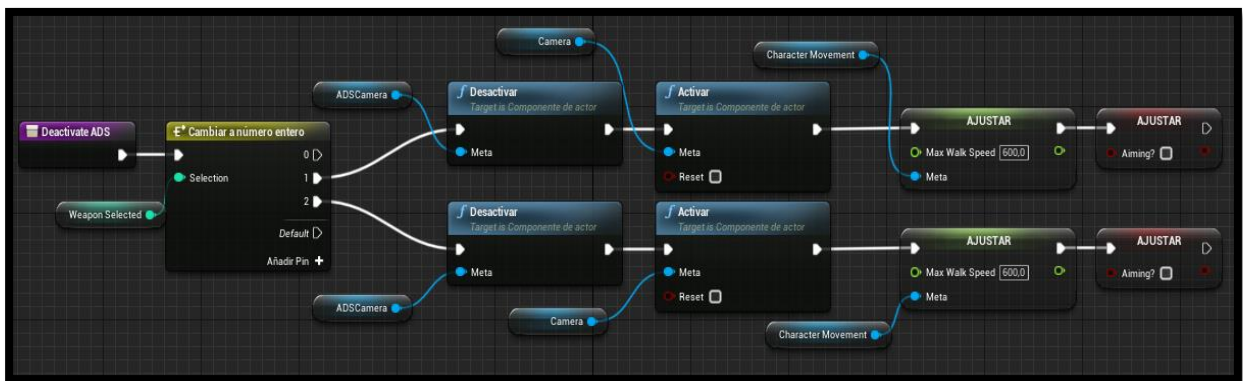 Camera
Character Movement
ADSCamera
Desactivar
Target is Componente de actor
Meta
Activar
Target is Componente de actor
Meta
Reset
AJUSTAR
Max Walk Speed 600,0
Meta
AJUSTAR
Aiming?
Deactivate ADS
Cambiar a número entero
0
Selection
1
2
Default
Añadir Pin +
Weapon Selected
Desactivar
Target is Componente de actor
Meta
Activar
Target is Componente de actor
Meta
Reset
AJUSTAR
Max Walk Speed 600,0
Meta
AJUSTAR
Aiming?
ADSCamera
Camera
Character Movement